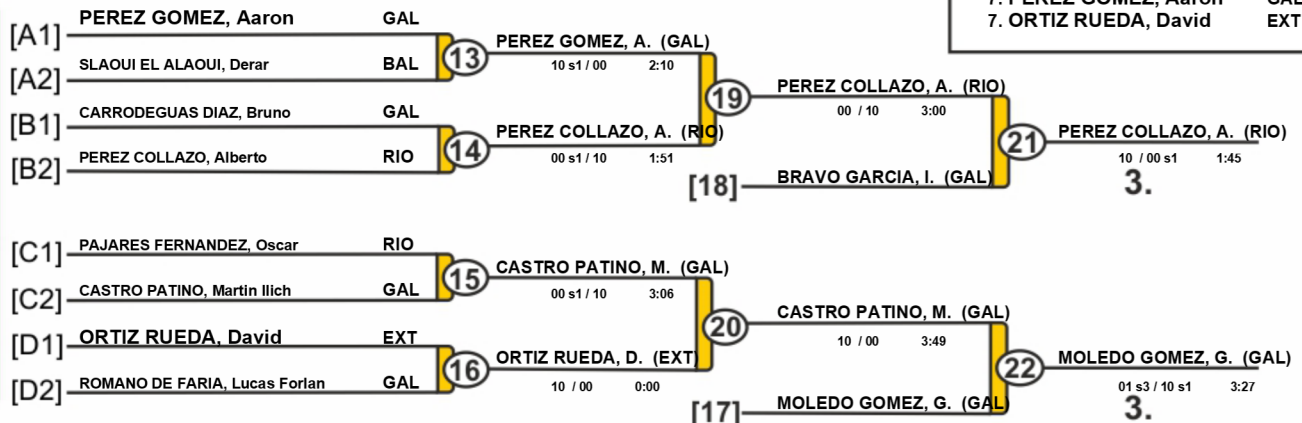 7. PEREZ GOMEZ, Aaron GAL
7. ORTIZ RUEDA, David EXT
[A1] PEREZ GOMEZ, Aaron GAL
[A2] SLAOUI EL ALAOUI, Derar BAL
13 PEREZ GOMEZ, A. (GAL)
10 s1 / 00 2:10
[B1] CARRODEGUAS DIAZ, Bruno GAL
[B2] PEREZ COLLAZO, Alberto RIO
14 PEREZ COLLAZO, A. (RIO)
00 s1 / 10 1:51
19 PEREZ COLLAZO, A. (RIO)
00 / 10 3:00
[18] BRAVO GARCIA, I. (GAL)
21 PEREZ COLLAZO, A. (RIO)
10 / 00 s1 1:45
3.
[C1] PAJARES FERNANDEZ, Oscar RIO
[C2] CASTRO PATINO, Martin Ilich GAL
15 CASTRO PATINO, M. (GAL)
00 s1 / 10 3:06
[D1] ORTIZ RUEDA, David EXT
[D2] ROMANO DE FARIA, Lucas Forlan GAL
16 ORTIZ RUEDA, D. (EXT)
10 / 00 0:00
20 CASTRO PATINO, M. (GAL)
10 / 00 3:49
[17] MOLEDO GOMEZ, G. (GAL)
22 MOLEDO GOMEZ, G. (GAL)
01 s3 / 10 s1 3:27
3.